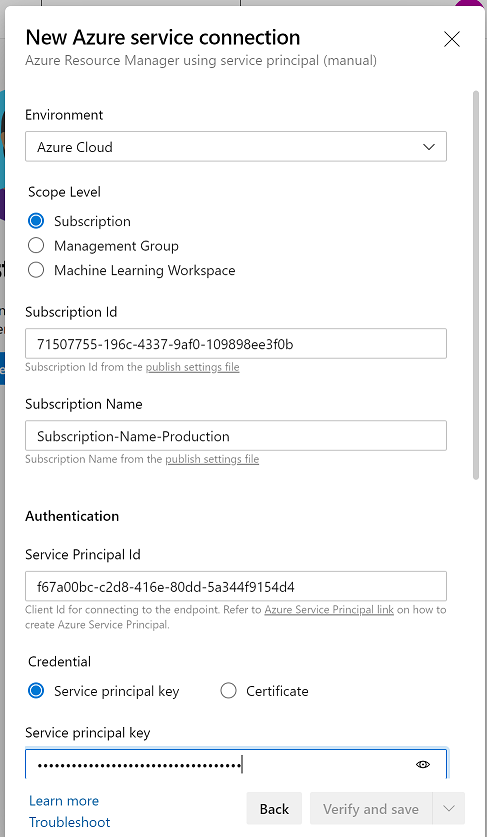 New Azure service connection
Azure Resource Manager using service principal (manual)
Environment
Azure Cloud
Scope Level
Subscription
Management Group
Machine Learning Workspace
Subscription Id
71507755-196c-4337-9af0-109898ee3f0b
Subscription Id from the publish settings file
Subscription Name
Subscription-Name-Production
Subscription Name from the publish settings file
Authentication
Service Principal Id
f67a00bc-c2d8-416e-80dd-5a344f9154d4
Client Id for connecting to the endpoint. Refer to Azure Service Principal link on how to
create Azure Service Principal.
Credential
Service principal key
Certificate
Service principal key
Learn more
Troubleshoot
Back
Verify and save